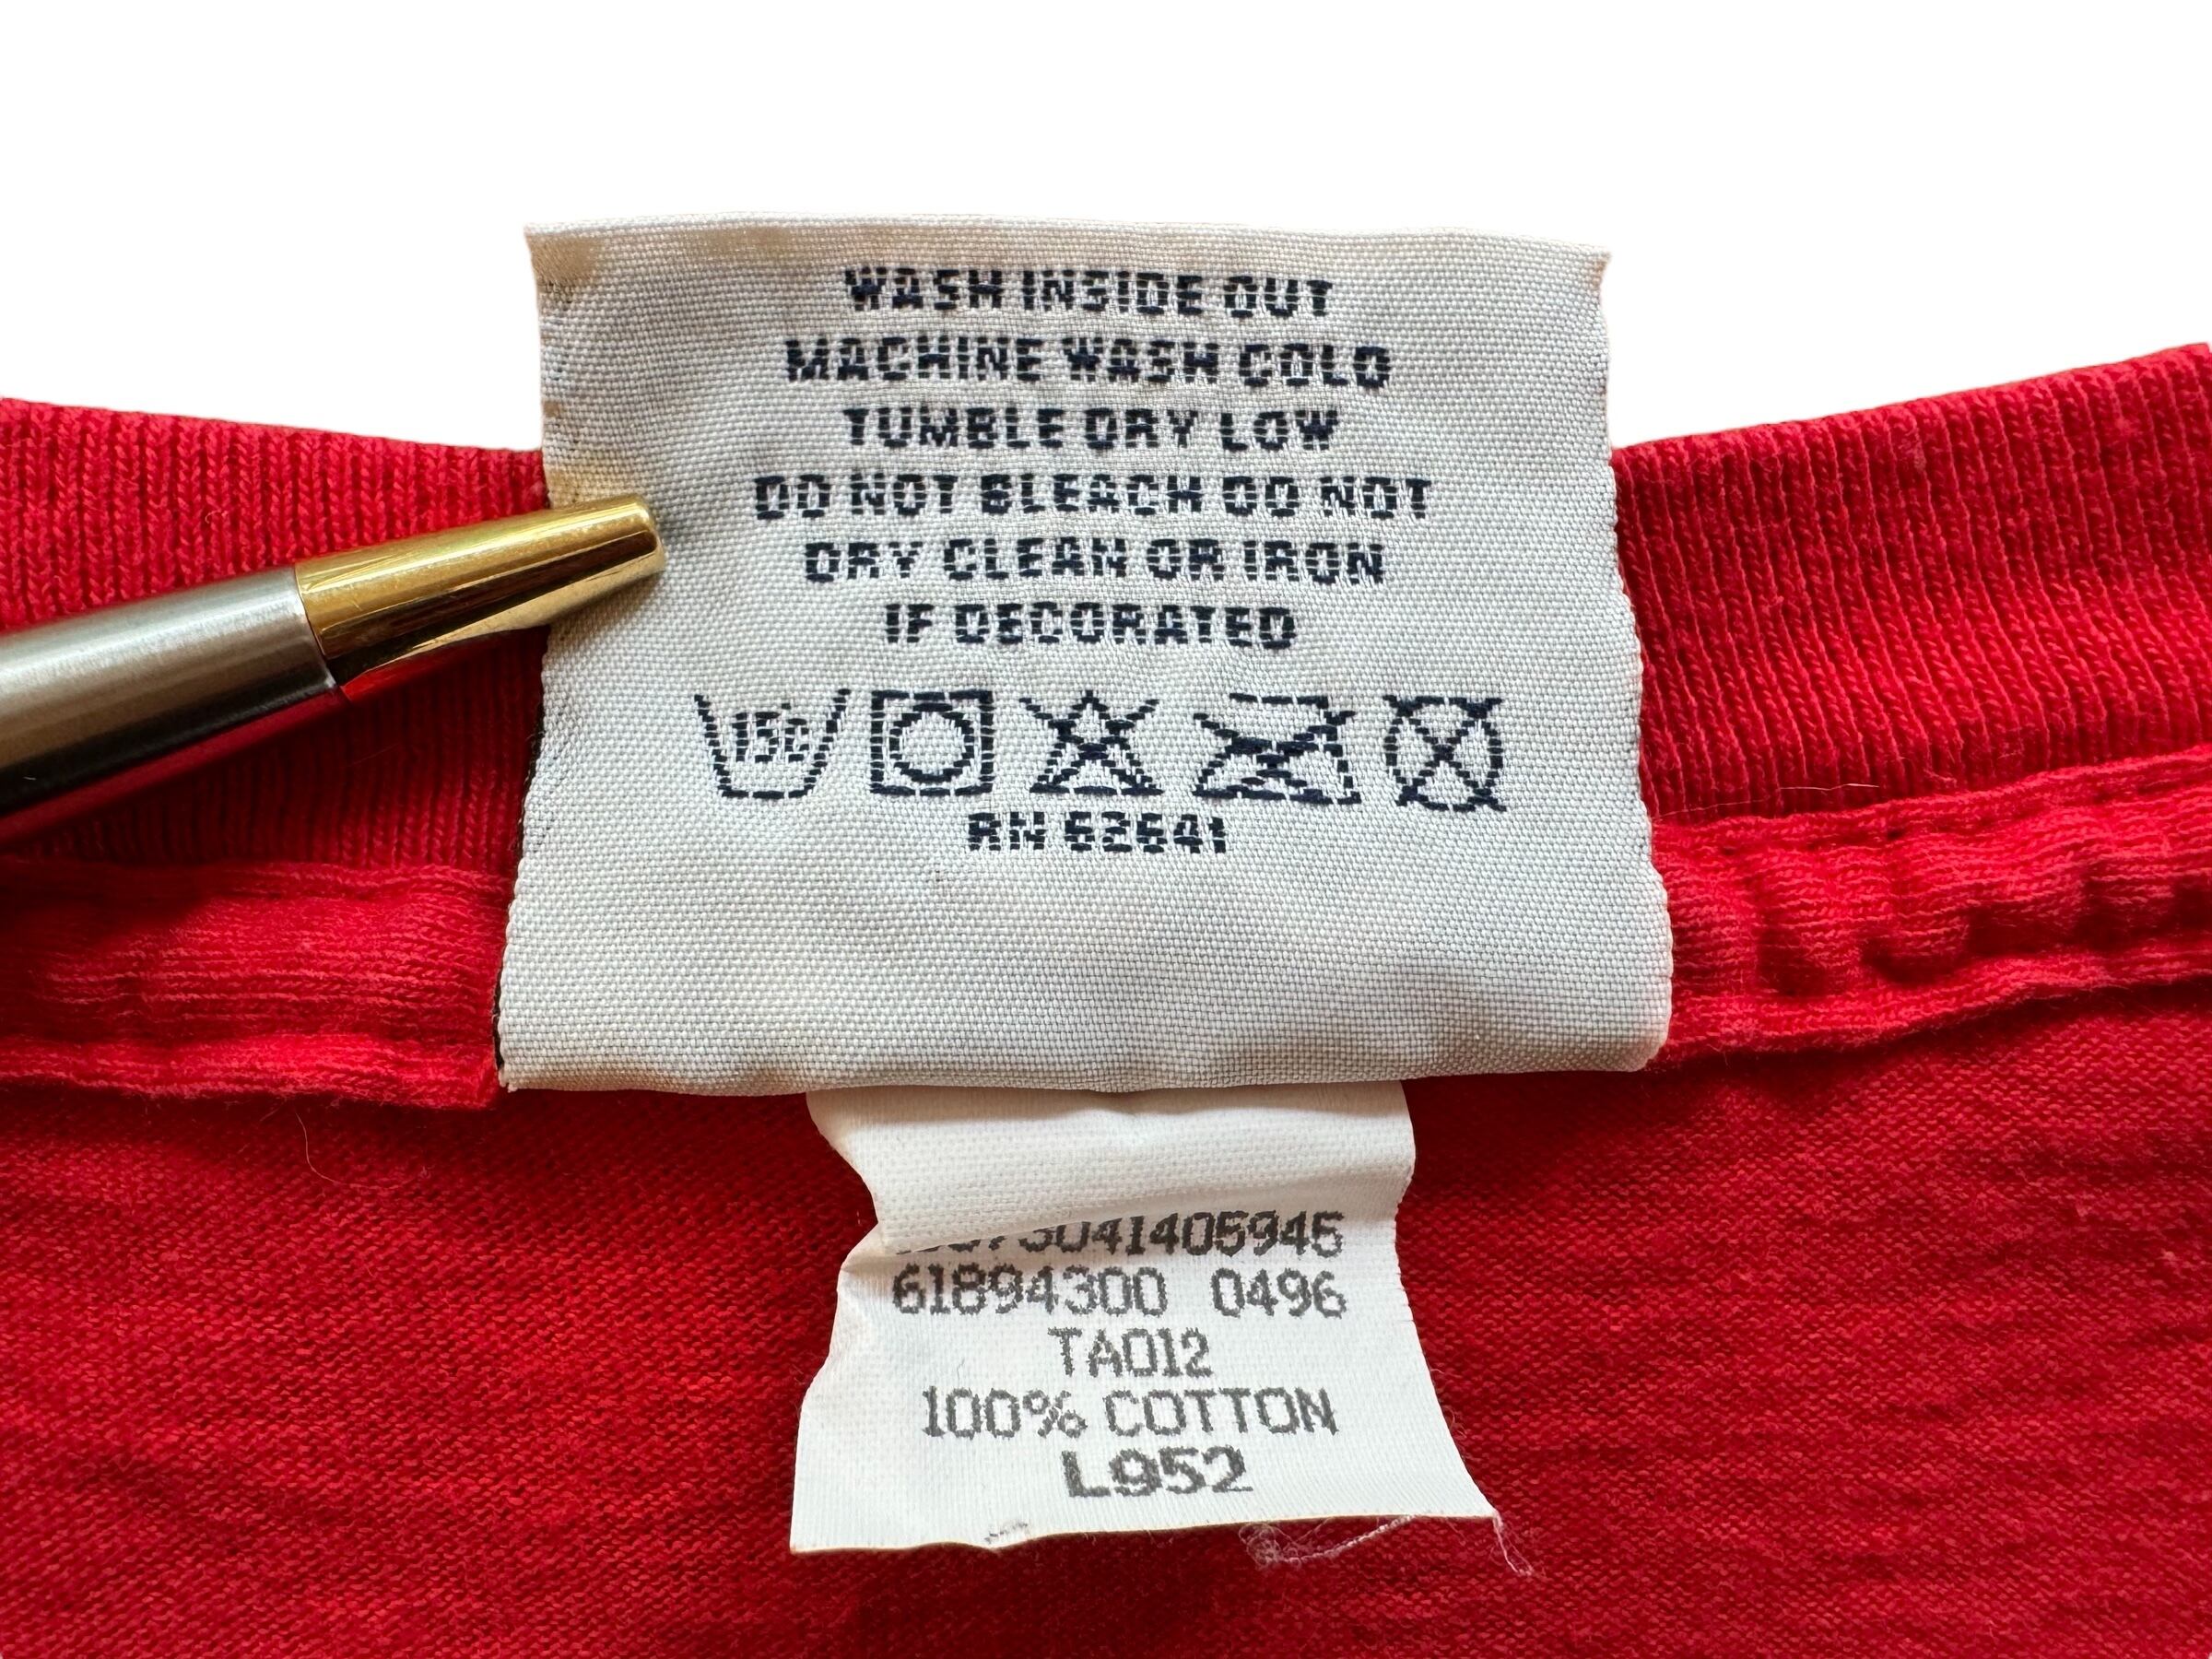 WASH INSIDE OUT
MACHINE WASH COLD
TUMBLE DRY LOW
DO NOT BLEACH DO NOT
DRY CLEAN OR IRON
IF DECORATED
15c
RN 62641
61894300 0496
TA012
100% COTTON
L952